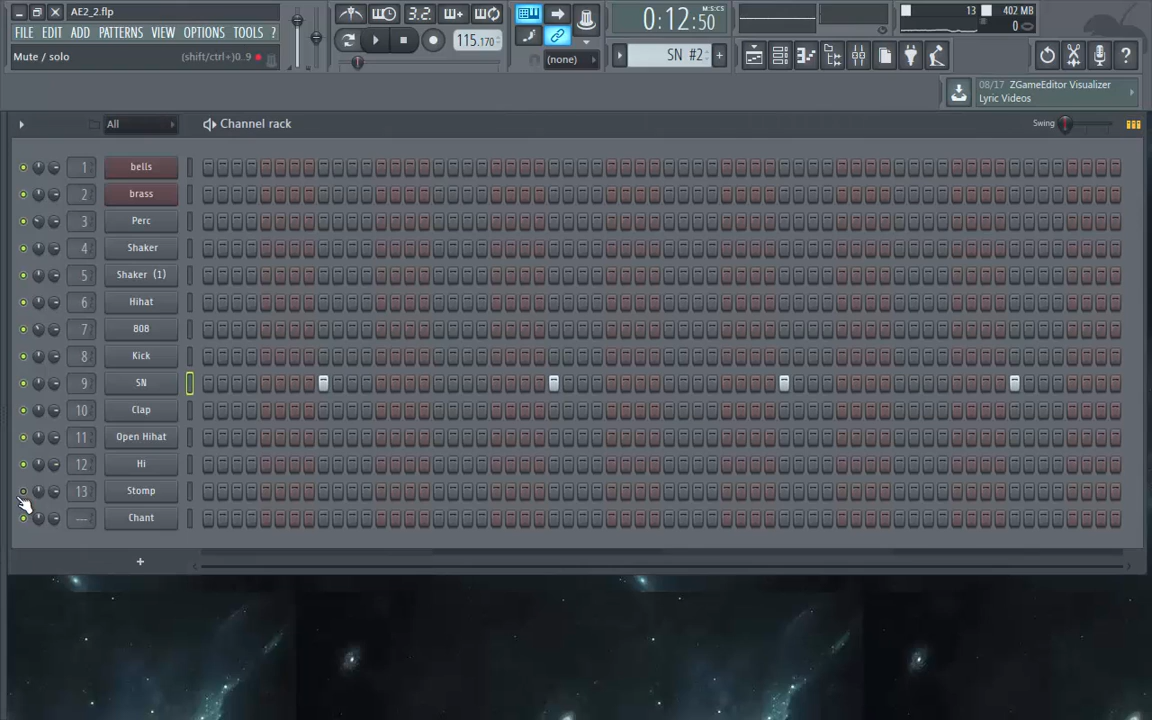 AE2_2.flp
FILE EDIT ADD PATTERNS VIEW OPTIONS TOOLS ?
Mute / solo (shift/ctrl+)0..9
3.2
115.170
0:12:50
M:S:CS
(none)
SN #2
+
13
402 MB
0
?
08/17 ZGameEditor Visualizer
Lyric Videos
All
Channel rack
Swing
1 bells
2 brass
3 Perc
4 Shaker
5 Shaker (1)
6 Hihat
7 808
8 Kick
9 SN
10 Clap
11 Open Hihat
12 Hi
13 Stomp
--- Chant
+